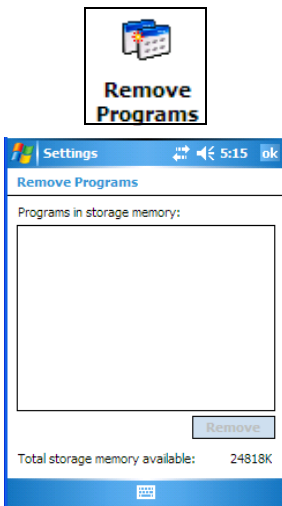 Remove
Programs
Settings 5:15 ok
Remove Programs
Programs in storage memory:
Remove
Total storage memory available: 24818K